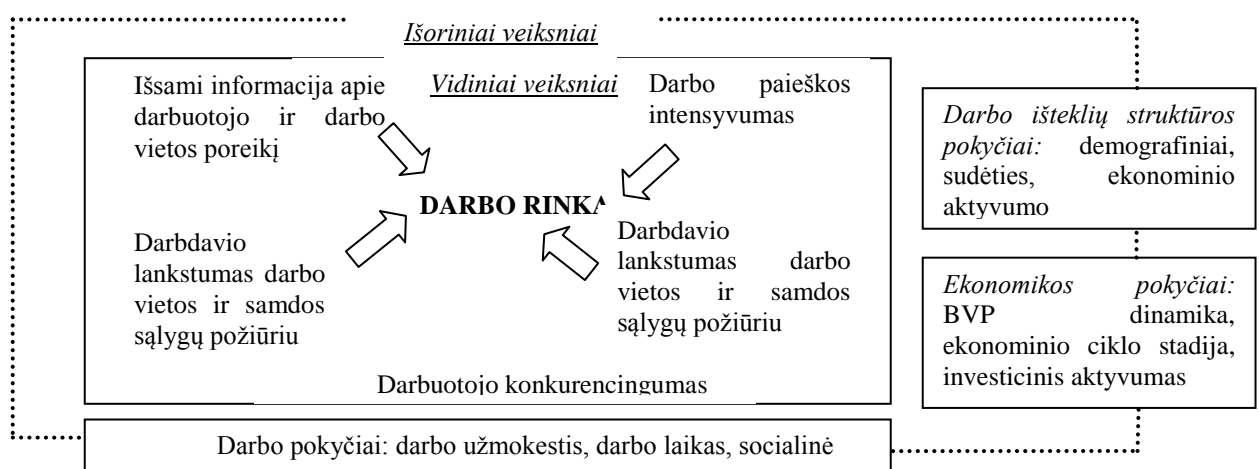 Išoriniai veiksniai
Išsami informacija apie
darbuotojo ir darbo
vietos poreikį
Vidiniai veiksniai
Darbo paieškos
intensyvumas
DARBO RINKA
Darbdavio
lankstumas darbo
vietos ir samdos
sąlygų požiūriu
Darbdavio
lankstumas darbo
vietos ir samdos
sąlygų požiūriu
Darbuotojo konkurencingumas
Darbo išteklių struktūros
pokyčiai: demografiniai,
sudėties, ekonominio
aktyvumo
Ekonomikos pokyčiai:
BVP dinamika,
ekonominio ciklo stadija,
investicinis aktyvumas
Darbo pokyčiai: darbo užmokestis, darbo laikas, socialinė